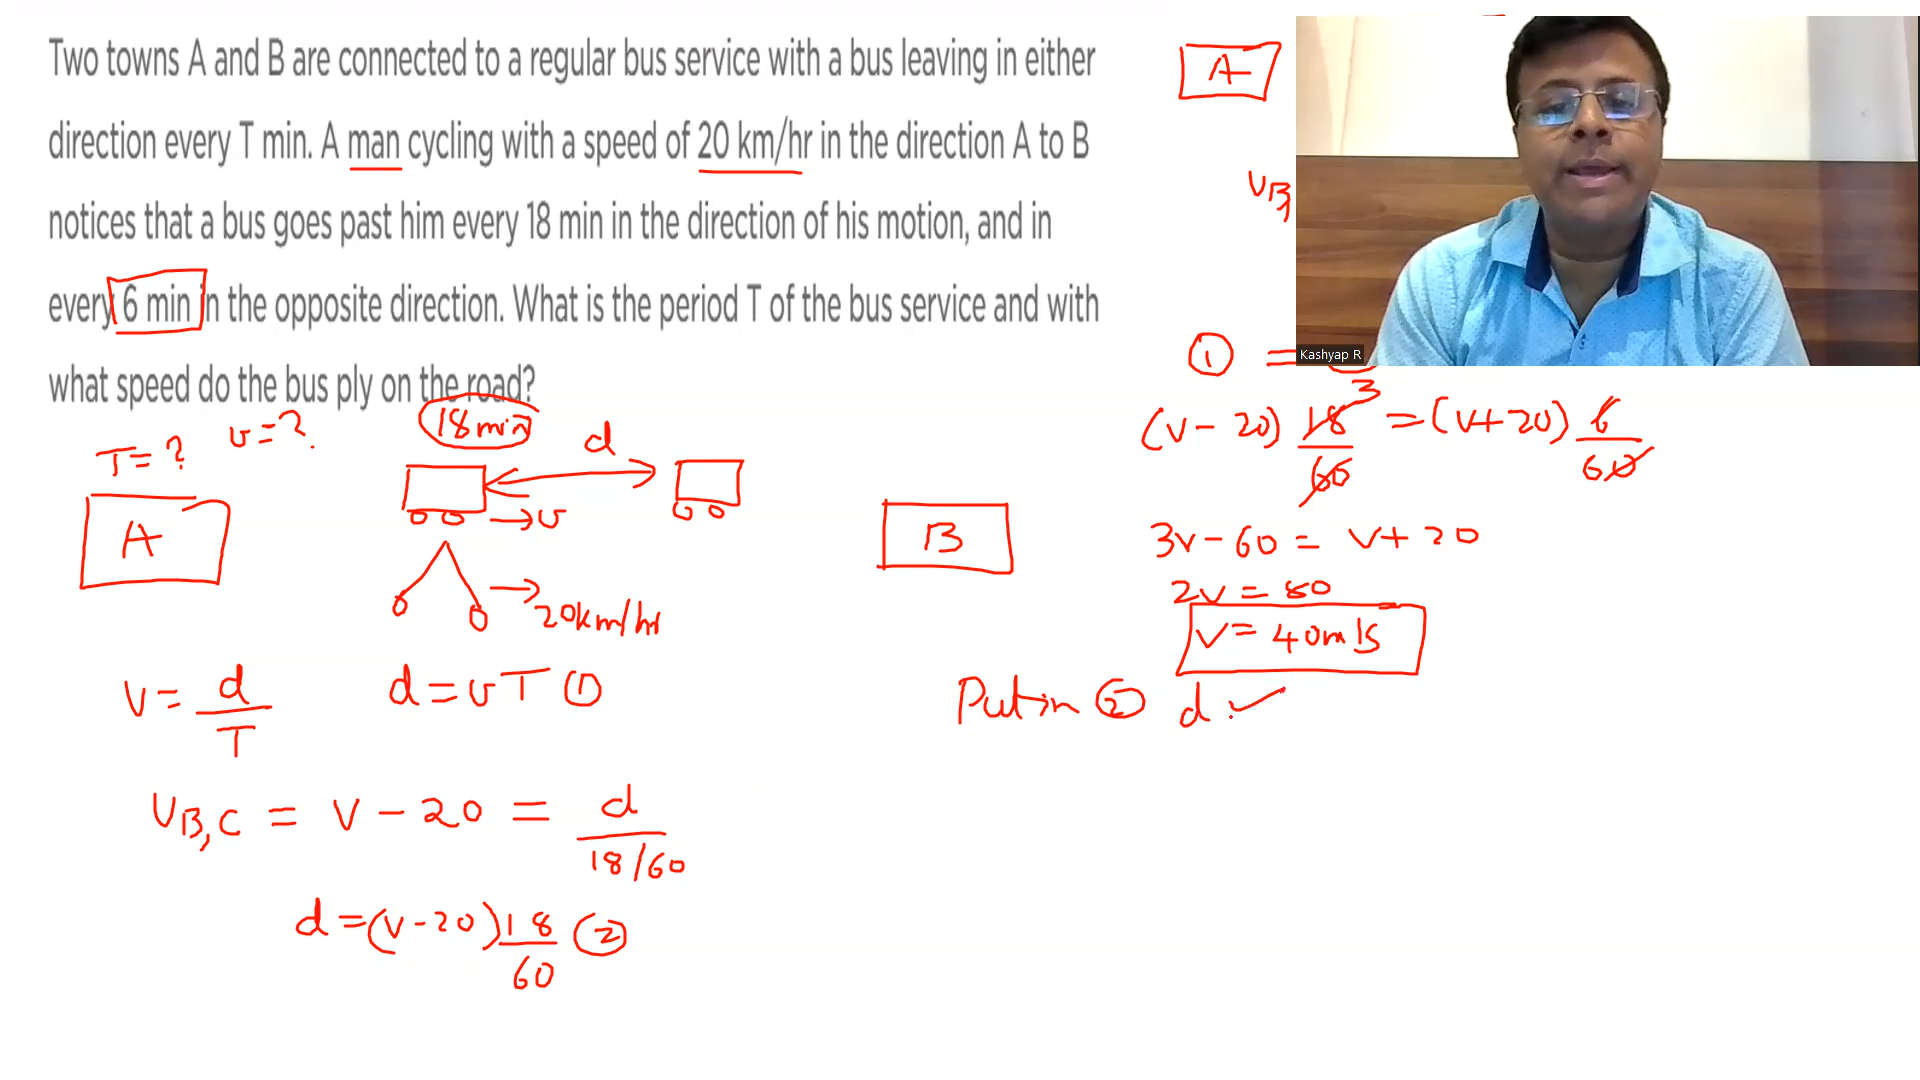 Two towns A and B are connected to a regular bus service with a bus leaving in either
direction every T min. A man cycling with a speed of 20 km/hr in the direction A to B
notices that a bus goes past him every 18 min in the direction of his motion, and in
every 6 min in the opposite direction. What is the period T of the bus service and with
what speed do the bus ply on the road?
T = ? v = ?
18 min
d
A
→ v
→ 20km/hr
B
v = d/T
d = vT ①
V_B,C = v - 20 = d/(18/60)
d = (v - 20) 18/60 ②
A
V_B,
Kashyap R
① =
(v - 20) 18/60 = (v + 20) 6/60
3
3v - 60 = v + 20
2v = 80
v = 40m/s
Put in ② d ✓